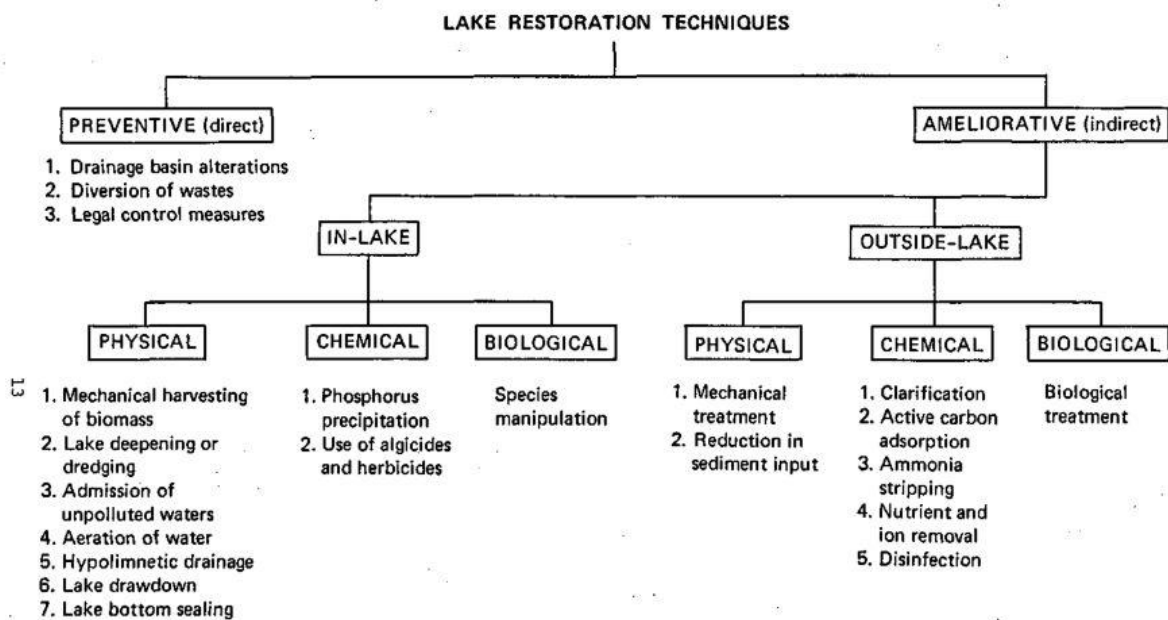 LAKE RESTORATION TECHNIQUES
PREVENTIVE (direct)
1. Drainage basin alterations
2. Diversion of wastes
3. Legal control measures
AMELIORATIVE (indirect)
IN-LAKE
OUTSIDE-LAKE
PHYSICAL
1. Mechanical harvesting
of biomass
2. Lake deepening or
dredging
3. Admission of
unpolluted waters
4. Aeration of water
5. Hypolimnetic drainage
6. Lake drawdown
7. Lake bottom sealing
CHEMICAL
1. Phosphorus
precipitation
2. Use of algicides
and herbicides
BIOLOGICAL
Species
manipulation
PHYSICAL
1. Mechanical
treatment
2. Reduction in
sediment input
CHEMICAL
1. Clarification
2. Active carbon
adsorption
3. Ammonia
stripping
4. Nutrient and
ion removal
5. Disinfection
BIOLOGICAL
Biological
treatment
13